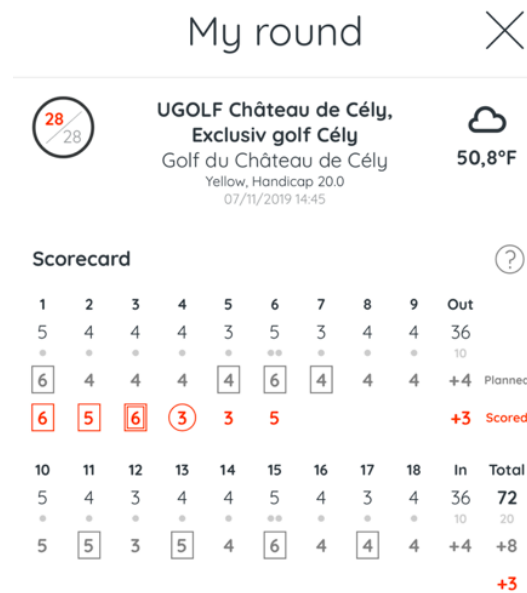 My round
28
28
UGOLF Château de Cély,
Exclusiv golf Cély
Golf du Château de Cély
Yellow, Handicap 20.0
07/11/2019 14:45
50,8°F
Scorecard
?
1 2 3 4 5 6 7 8 9 Out
5 4 4 4 3 5 3 4 4 36
10
6 4 4 4 4 6 4 4 4 +4 Planned
6 5 6 3 3 5 +3 Scored
10 11 12 13 14 15 16 17 18 In Total
5 4 3 4 4 5 4 3 4 36 72
10 20
5 5 3 5 4 6 4 4 4 +4 +8
+3